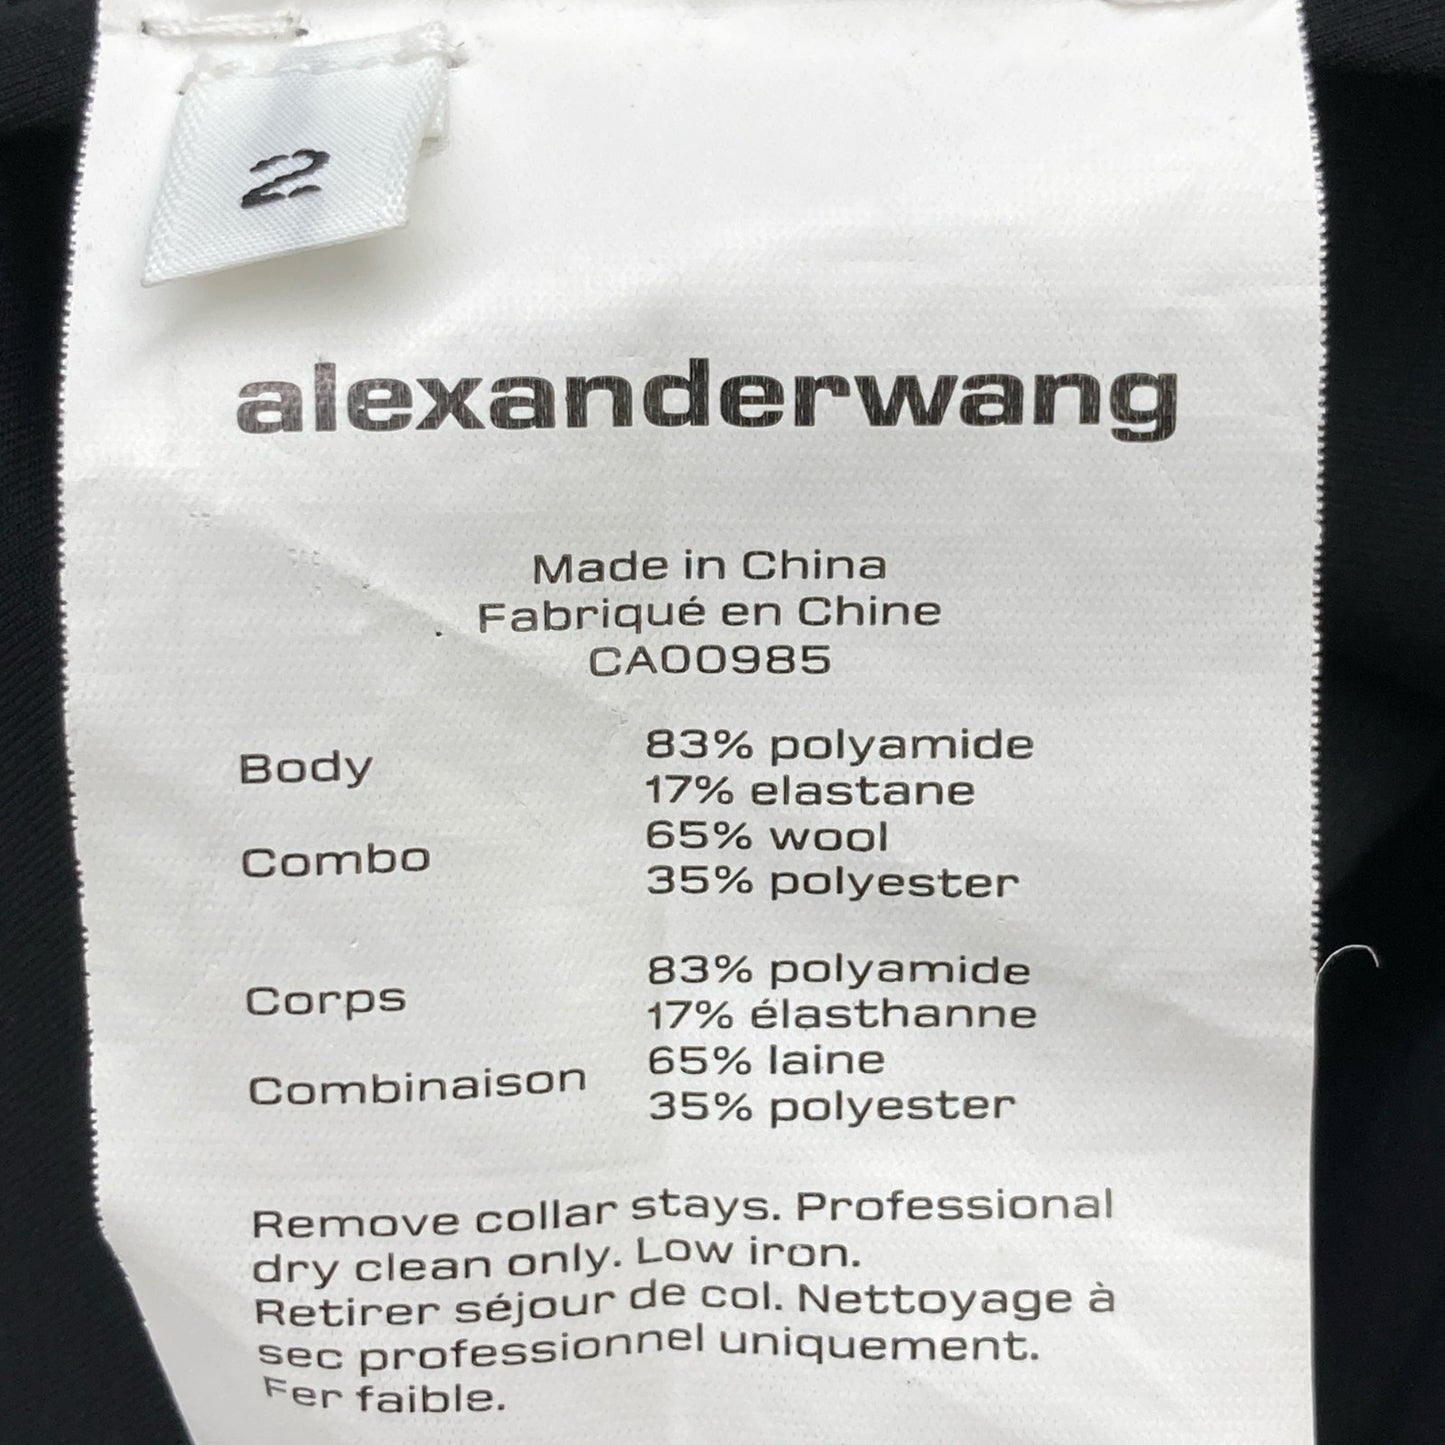 2
alexanderwang
Made in China
Fabriqué en Chine
CA00985
Body 83% polyamide
17% elastane
Combo 65% wool
35% polyester
Corps 83% polyamide
17% élasthanne
Combinaison 65% laine
35% polyester
Remove collar stays. Professional
dry clean only. Low iron.
Retirer séjour de col. Nettoyage à
sec professionnel uniquement.
Fer faible.